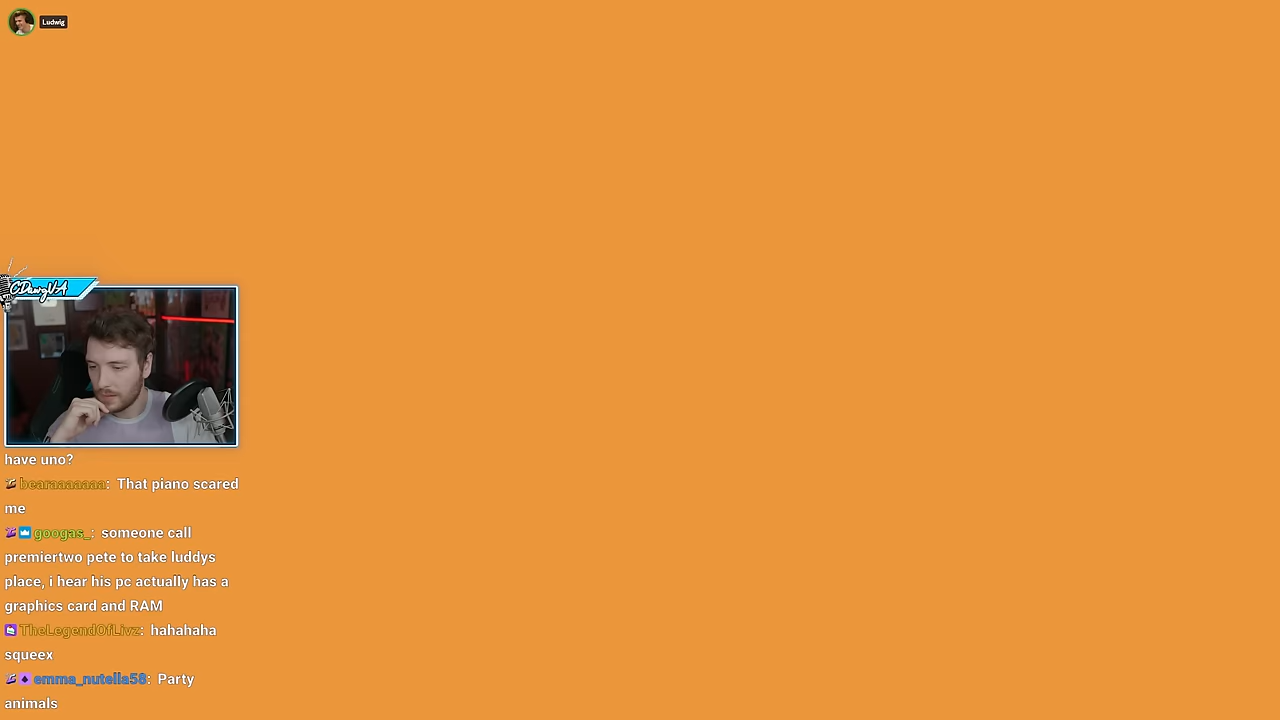 Ludwig
CDawgVA
have uno?
bearaaaaaaa: That piano scared
me
googas_: someone call
premiertwo pete to take luddys
place, i hear his pc actually has a
graphics card and RAM
TheLegendOfLivz: hahahaha
squeex
emma_nutella58: Party
animals